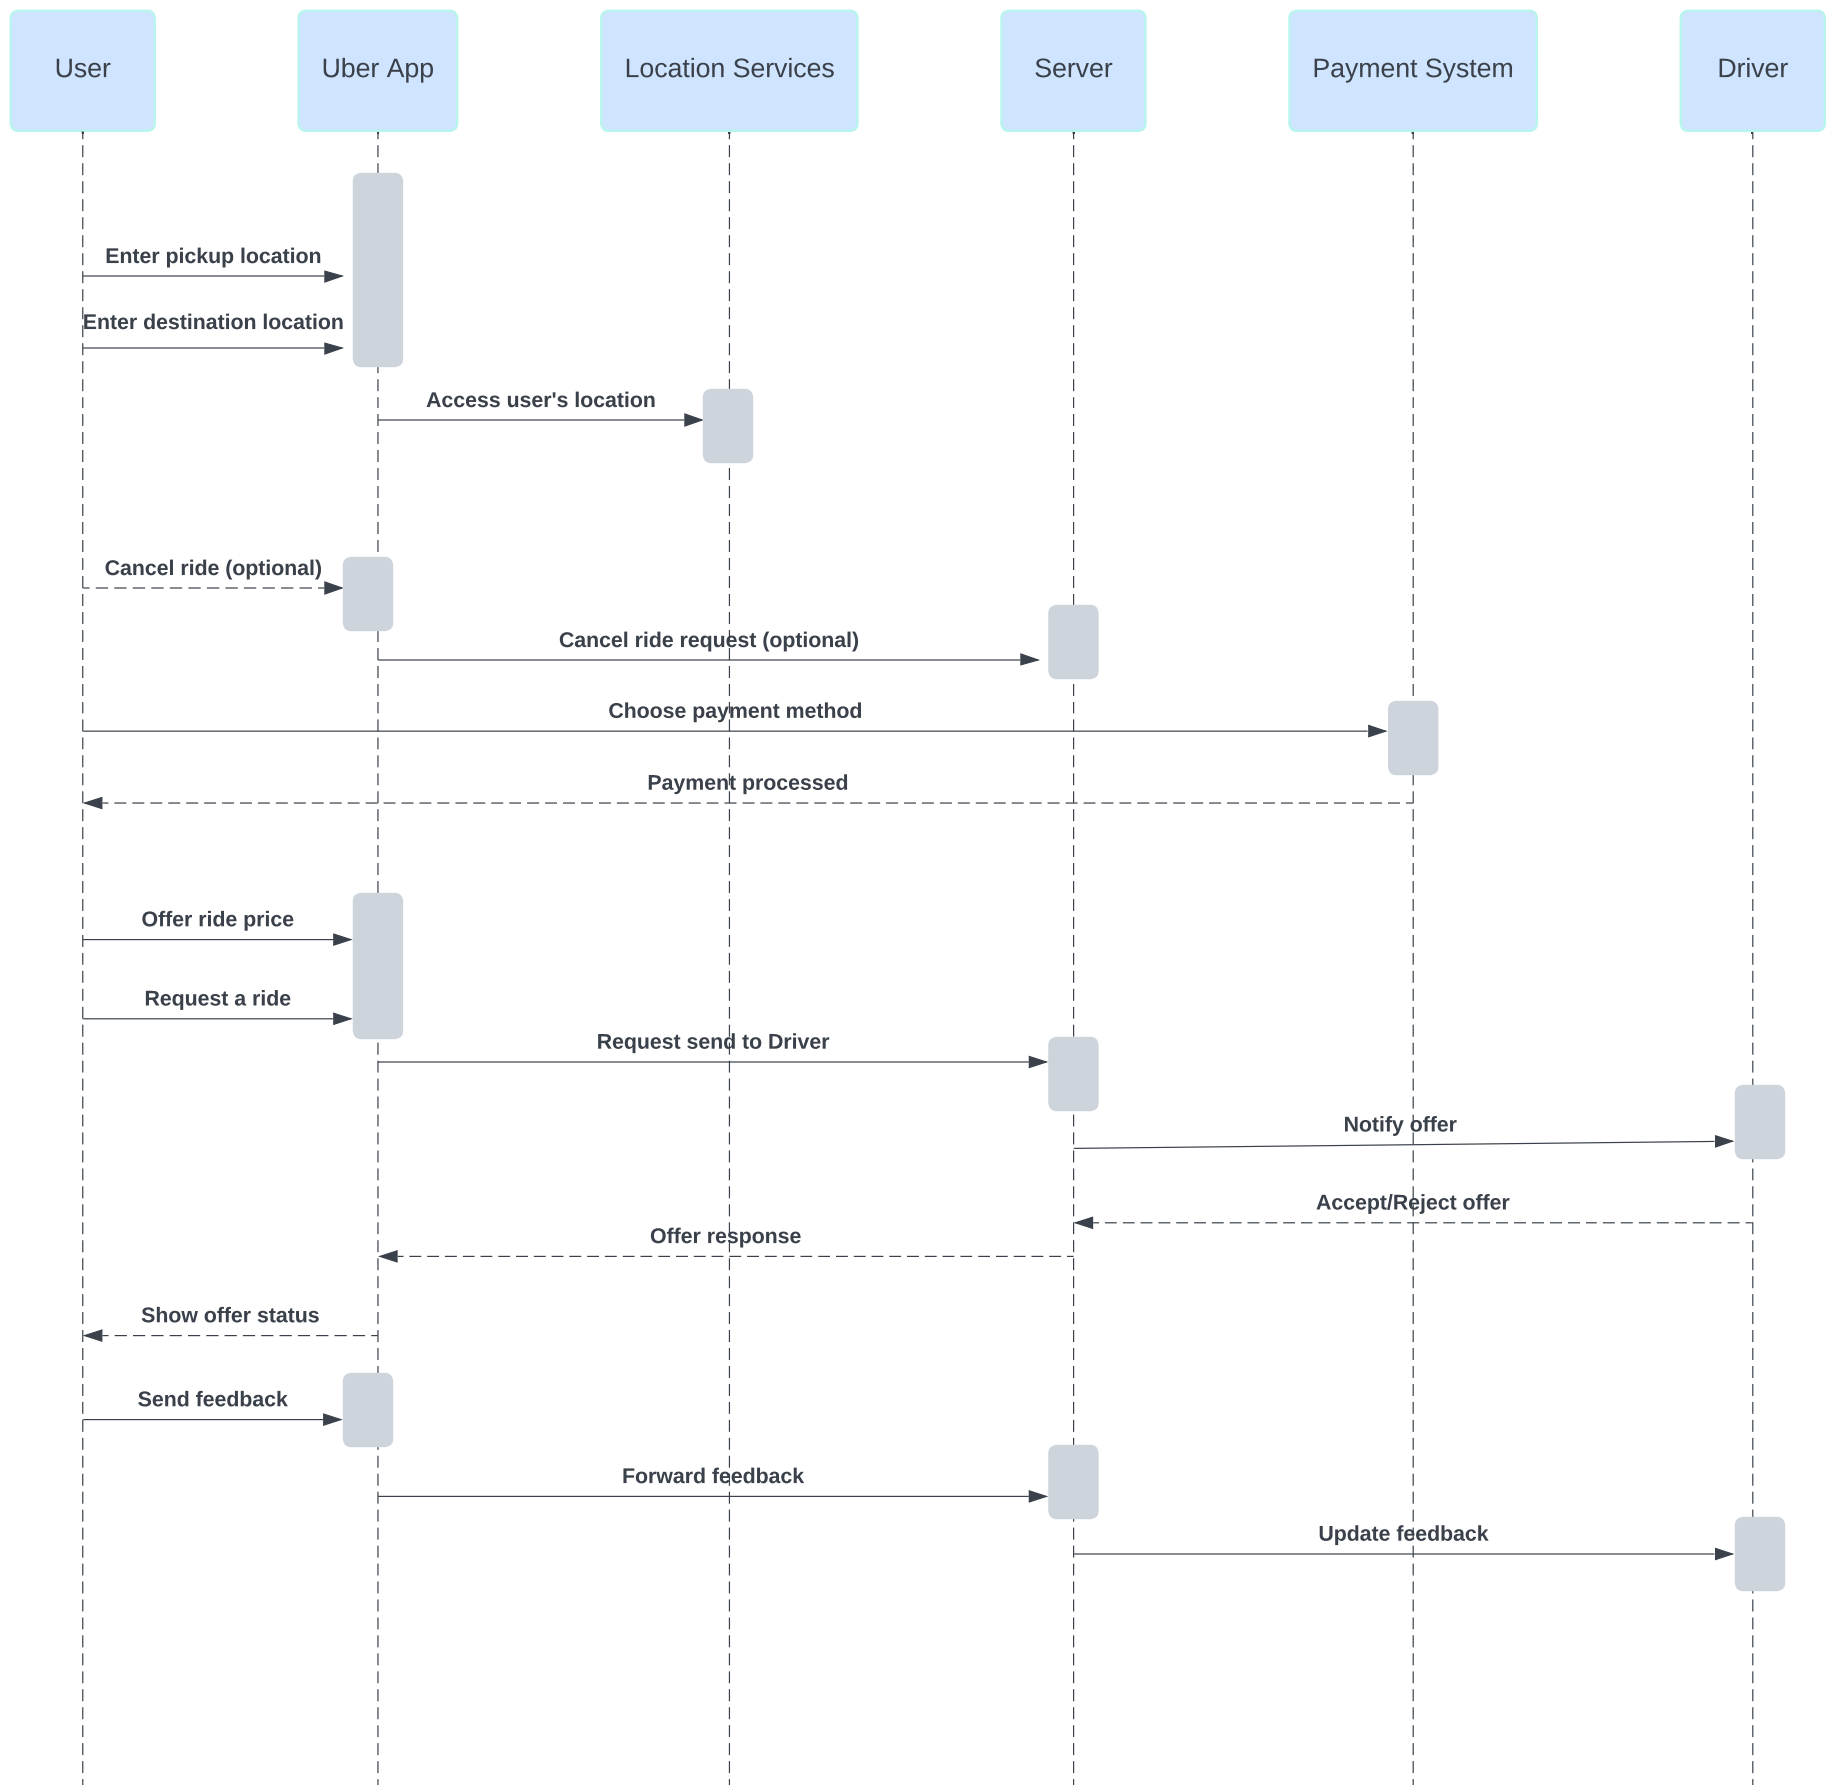 User
Uber App
Location Services
Server
Payment System
Driver
Enter pickup location
Enter destination location
Access user's location
Cancel ride (optional)
Cancel ride request (optional)
Choose payment method
Payment processed
Offer ride price
Request a ride
Request send to Driver
Notify offer
Accept/Reject offer
Offer response
Show offer status
Send feedback
Forward feedback
Update feedback